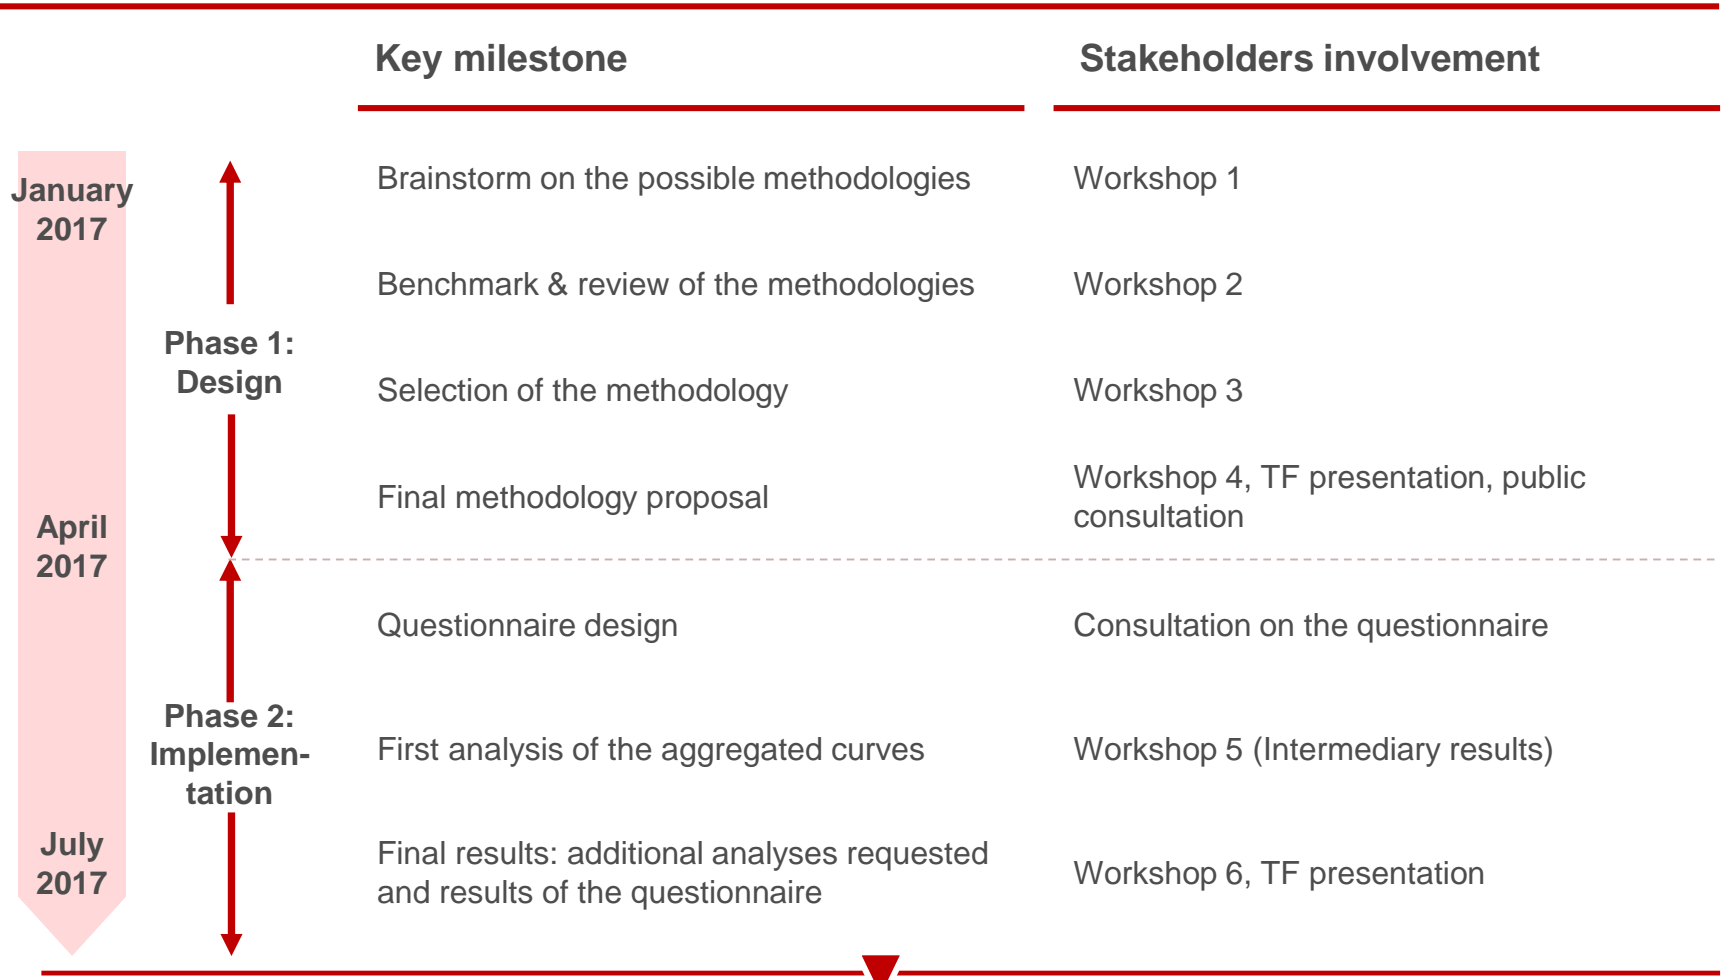 Key milestone
Stakeholders involvement
January
2017
Brainstorm on the possible methodologies
Workshop 1
Benchmark & review of the methodologies
Workshop 2
Phase 1:
Design
Selection of the methodology
Workshop 3
Final methodology proposal
Workshop 4, TF presentation, public
consultation
April
2017
Questionnaire design
Consultation on the questionnaire
Phase 2:
Implemen-
tation
First analysis of the aggregated curves
Workshop 5 (Intermediary results)
July
2017
Final results: additional analyses requested
and results of the questionnaire
Workshop 6, TF presentation